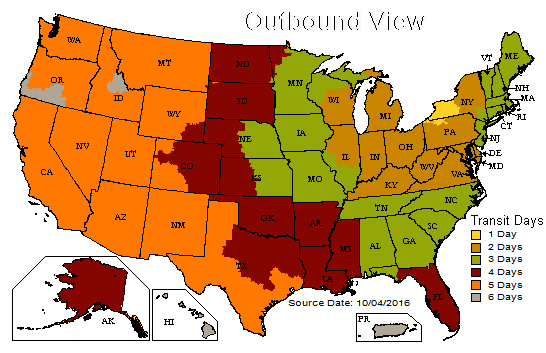 Outbound View
WA
MT
ND
MN
ME
VT
OR
ID
SD
WI
MI
NY
NH
MA
RI
CT
WY
NE
IA
IL
IN
OH
PA
NJ
DE
MD
NV
UT
CO
KS
MO
WV
VA
KY
CA
AZ
NM
OK
AR
TN
NC
SC
TX
LA
MS
AL
GA
FL
AK
HI
PR
Transit Days
1 Day
2 Days
3 Days
4 Days
5 Days
6 Days
Source Date: 10/04/2016